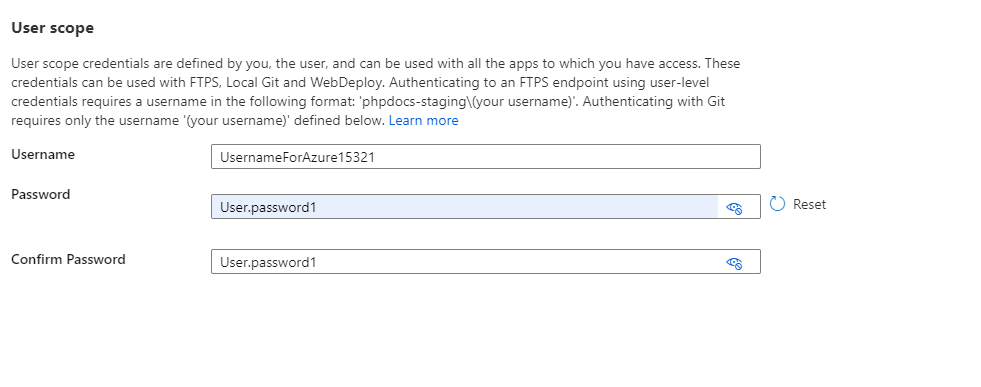 User scope
User scope credentials are defined by you, the user, and can be used with all the apps to which you have access. These
credentials can be used with FTPS, Local Git and WebDeploy. Authenticating to an FTPS endpoint using user-level
credentials requires a username in the following format: 'phpdocs-staging\(your username)'. Authenticating with Git
requires only the username '(your username)' defined below. Learn more
Username
UsernameForAzure15321
Password
User.password1
Reset
Confirm Password
User.password1